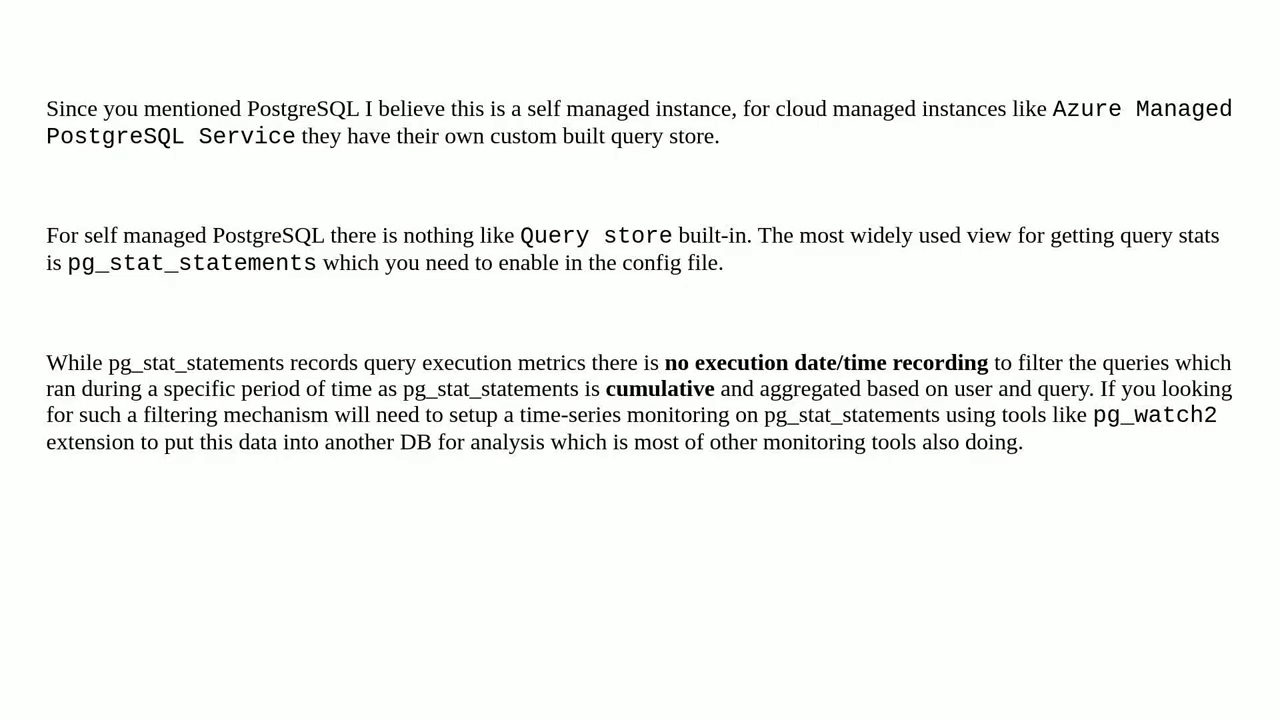 Since you mentioned PostgreSQL I believe this is a self managed instance, for cloud managed instances like Azure Managed
PostgreSQL Service they have their own custom built query store.
For self managed PostgreSQL there is nothing like Query store built-in. The most widely used view for getting query stats
is pg_stat_statements which you need to enable in the config file.
While pg_stat_statements records query execution metrics there is no execution date/time recording to filter the queries which
ran during a specific period of time as pg_stat_statements is cumulative and aggregated based on user and query. If you looking
for such a filtering mechanism will need to setup a time-series monitoring on pg_stat_statements using tools like pg_watch2
extension to put this data into another DB for analysis which is most of other monitoring tools also doing.